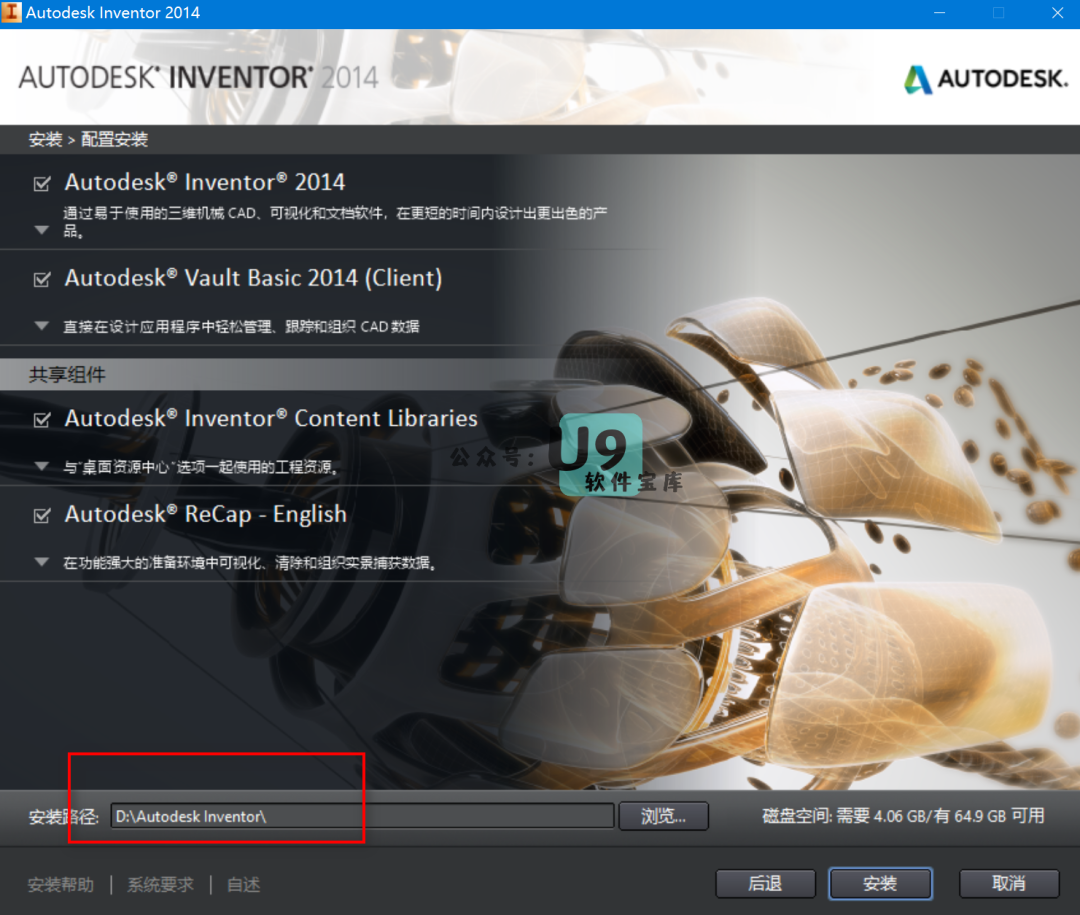 Autodesk Inventor 2014
AUTODESK® INVENTOR® 2014
AUTODESK.
安装 > 配置安装
Autodesk® Inventor® 2014
通过易于使用的三维机械 CAD、可视化和文档软件，在更短的时间内设计出更出色的产
品。
Autodesk® Vault Basic 2014 (Client)
直接在设计应用程序中轻松管理、跟踪和组织 CAD 数据
共享组件
Autodesk® Inventor® Content Libraries
公众号：
U9
软件宝库
与“桌面资源中心”选项一起使用的工程资源。
Autodesk® ReCap - English
在功能强大的准备环境中可视化、清除和组织实景捕获数据。
安装路径: D:\Autodesk Inventor\ 浏览... 磁盘空间: 需要 4.06 GB/有 64.9 GB 可用
安装帮助 | 系统要求 | 自述 后退 安装 取消